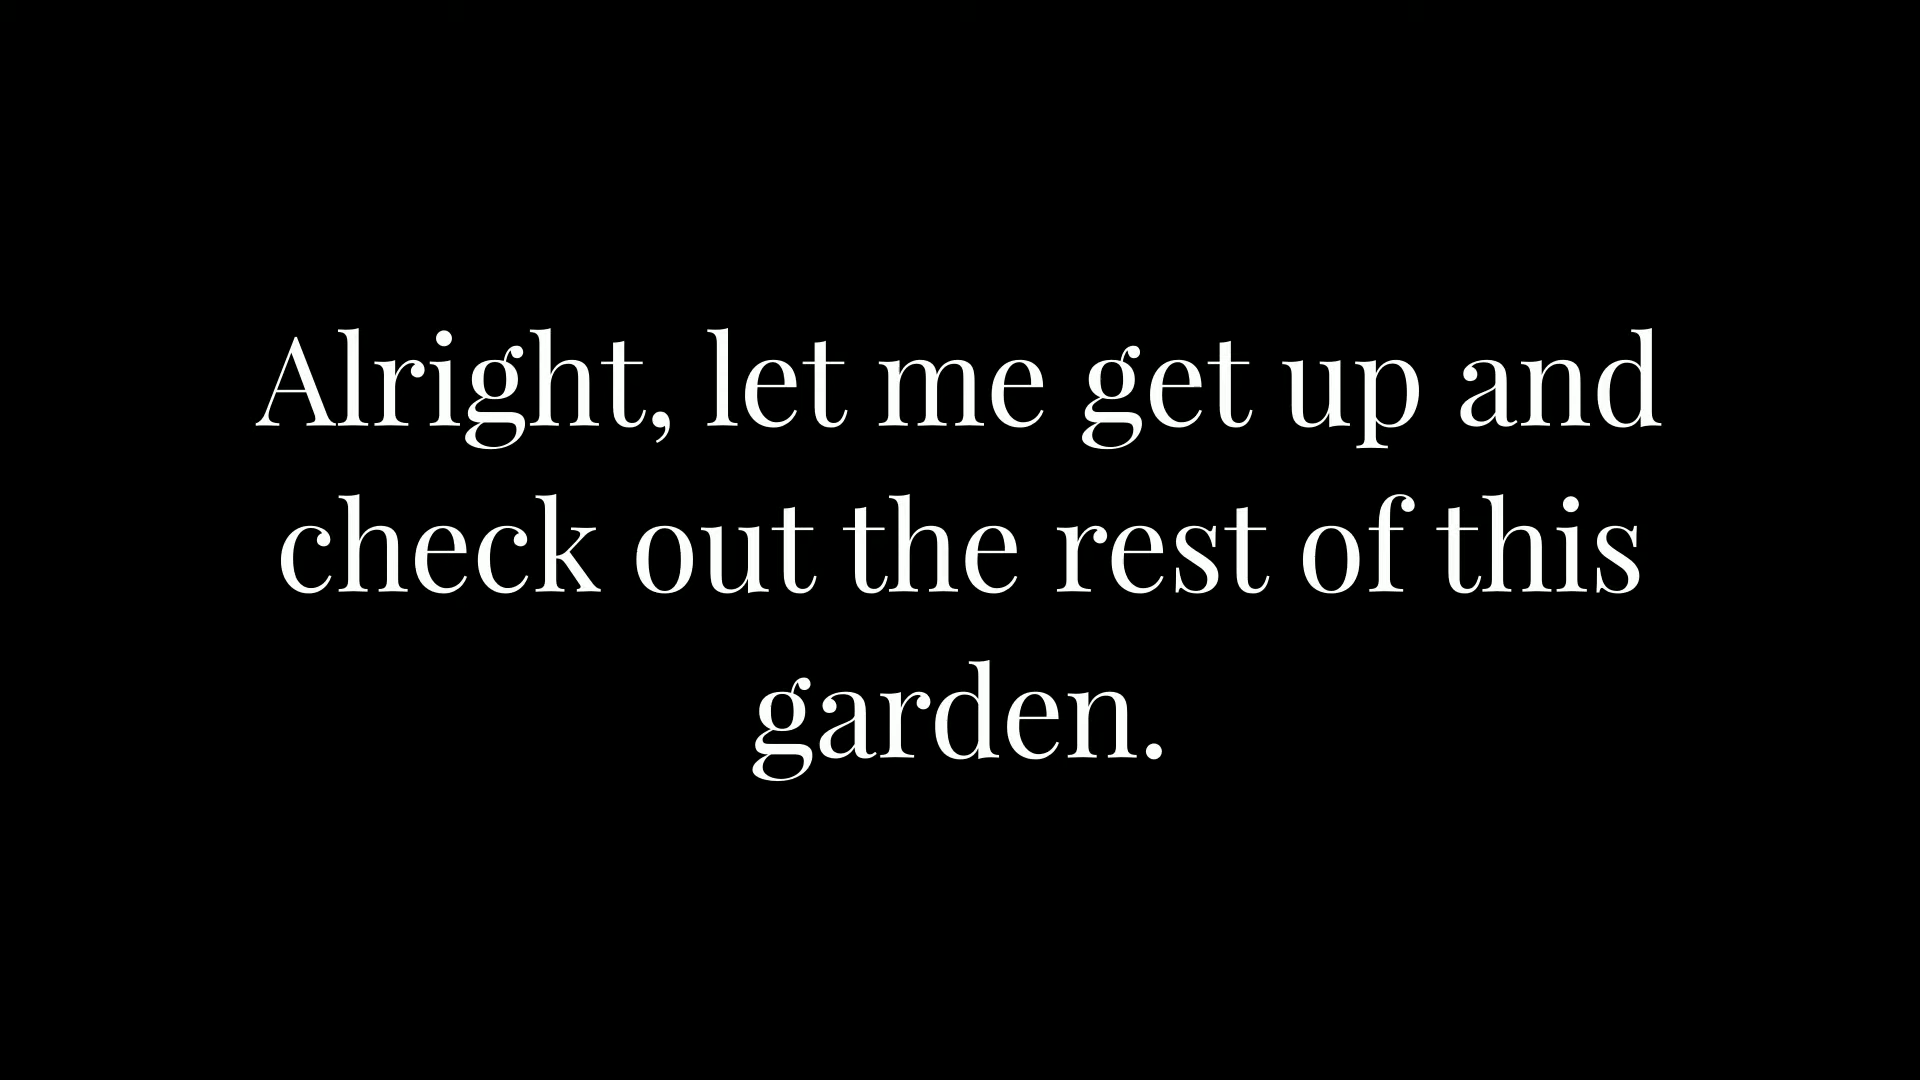 Alright, let me get up and
check out the rest of this
garden.